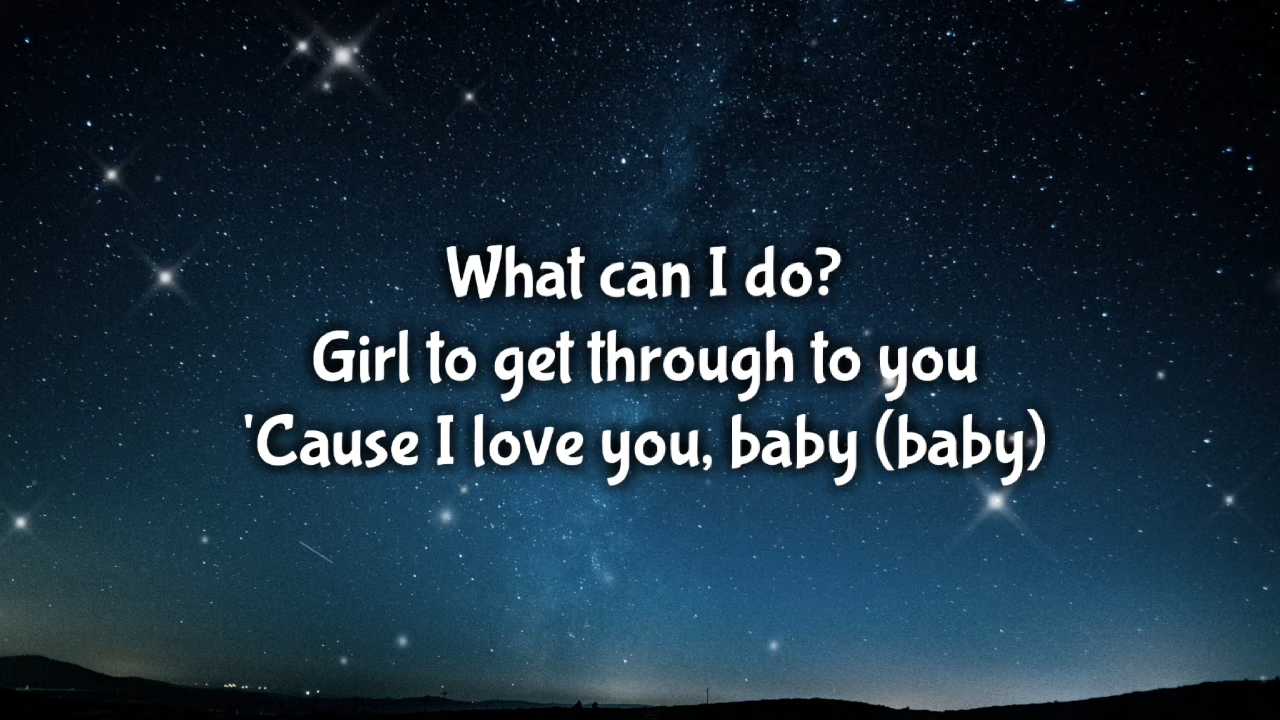 What can I do?
Girl to get through to you
'Cause I love you, baby (baby)